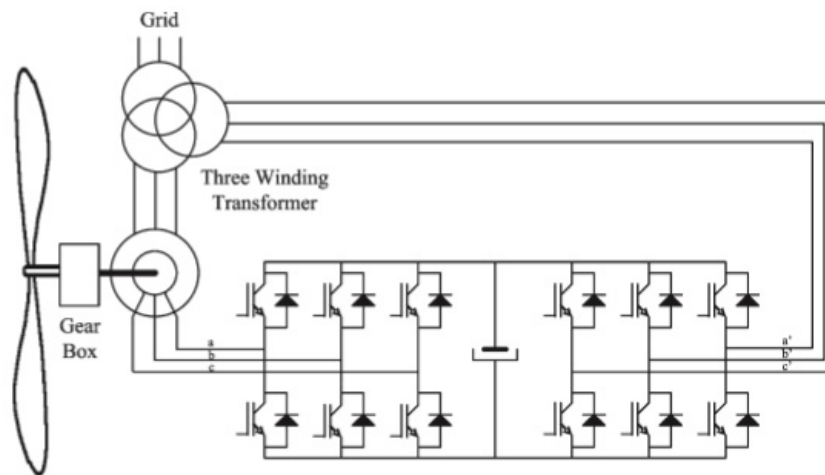 Grid
Three Winding
Transformer
Gear
Box
a
b
c
a'
b'
c'